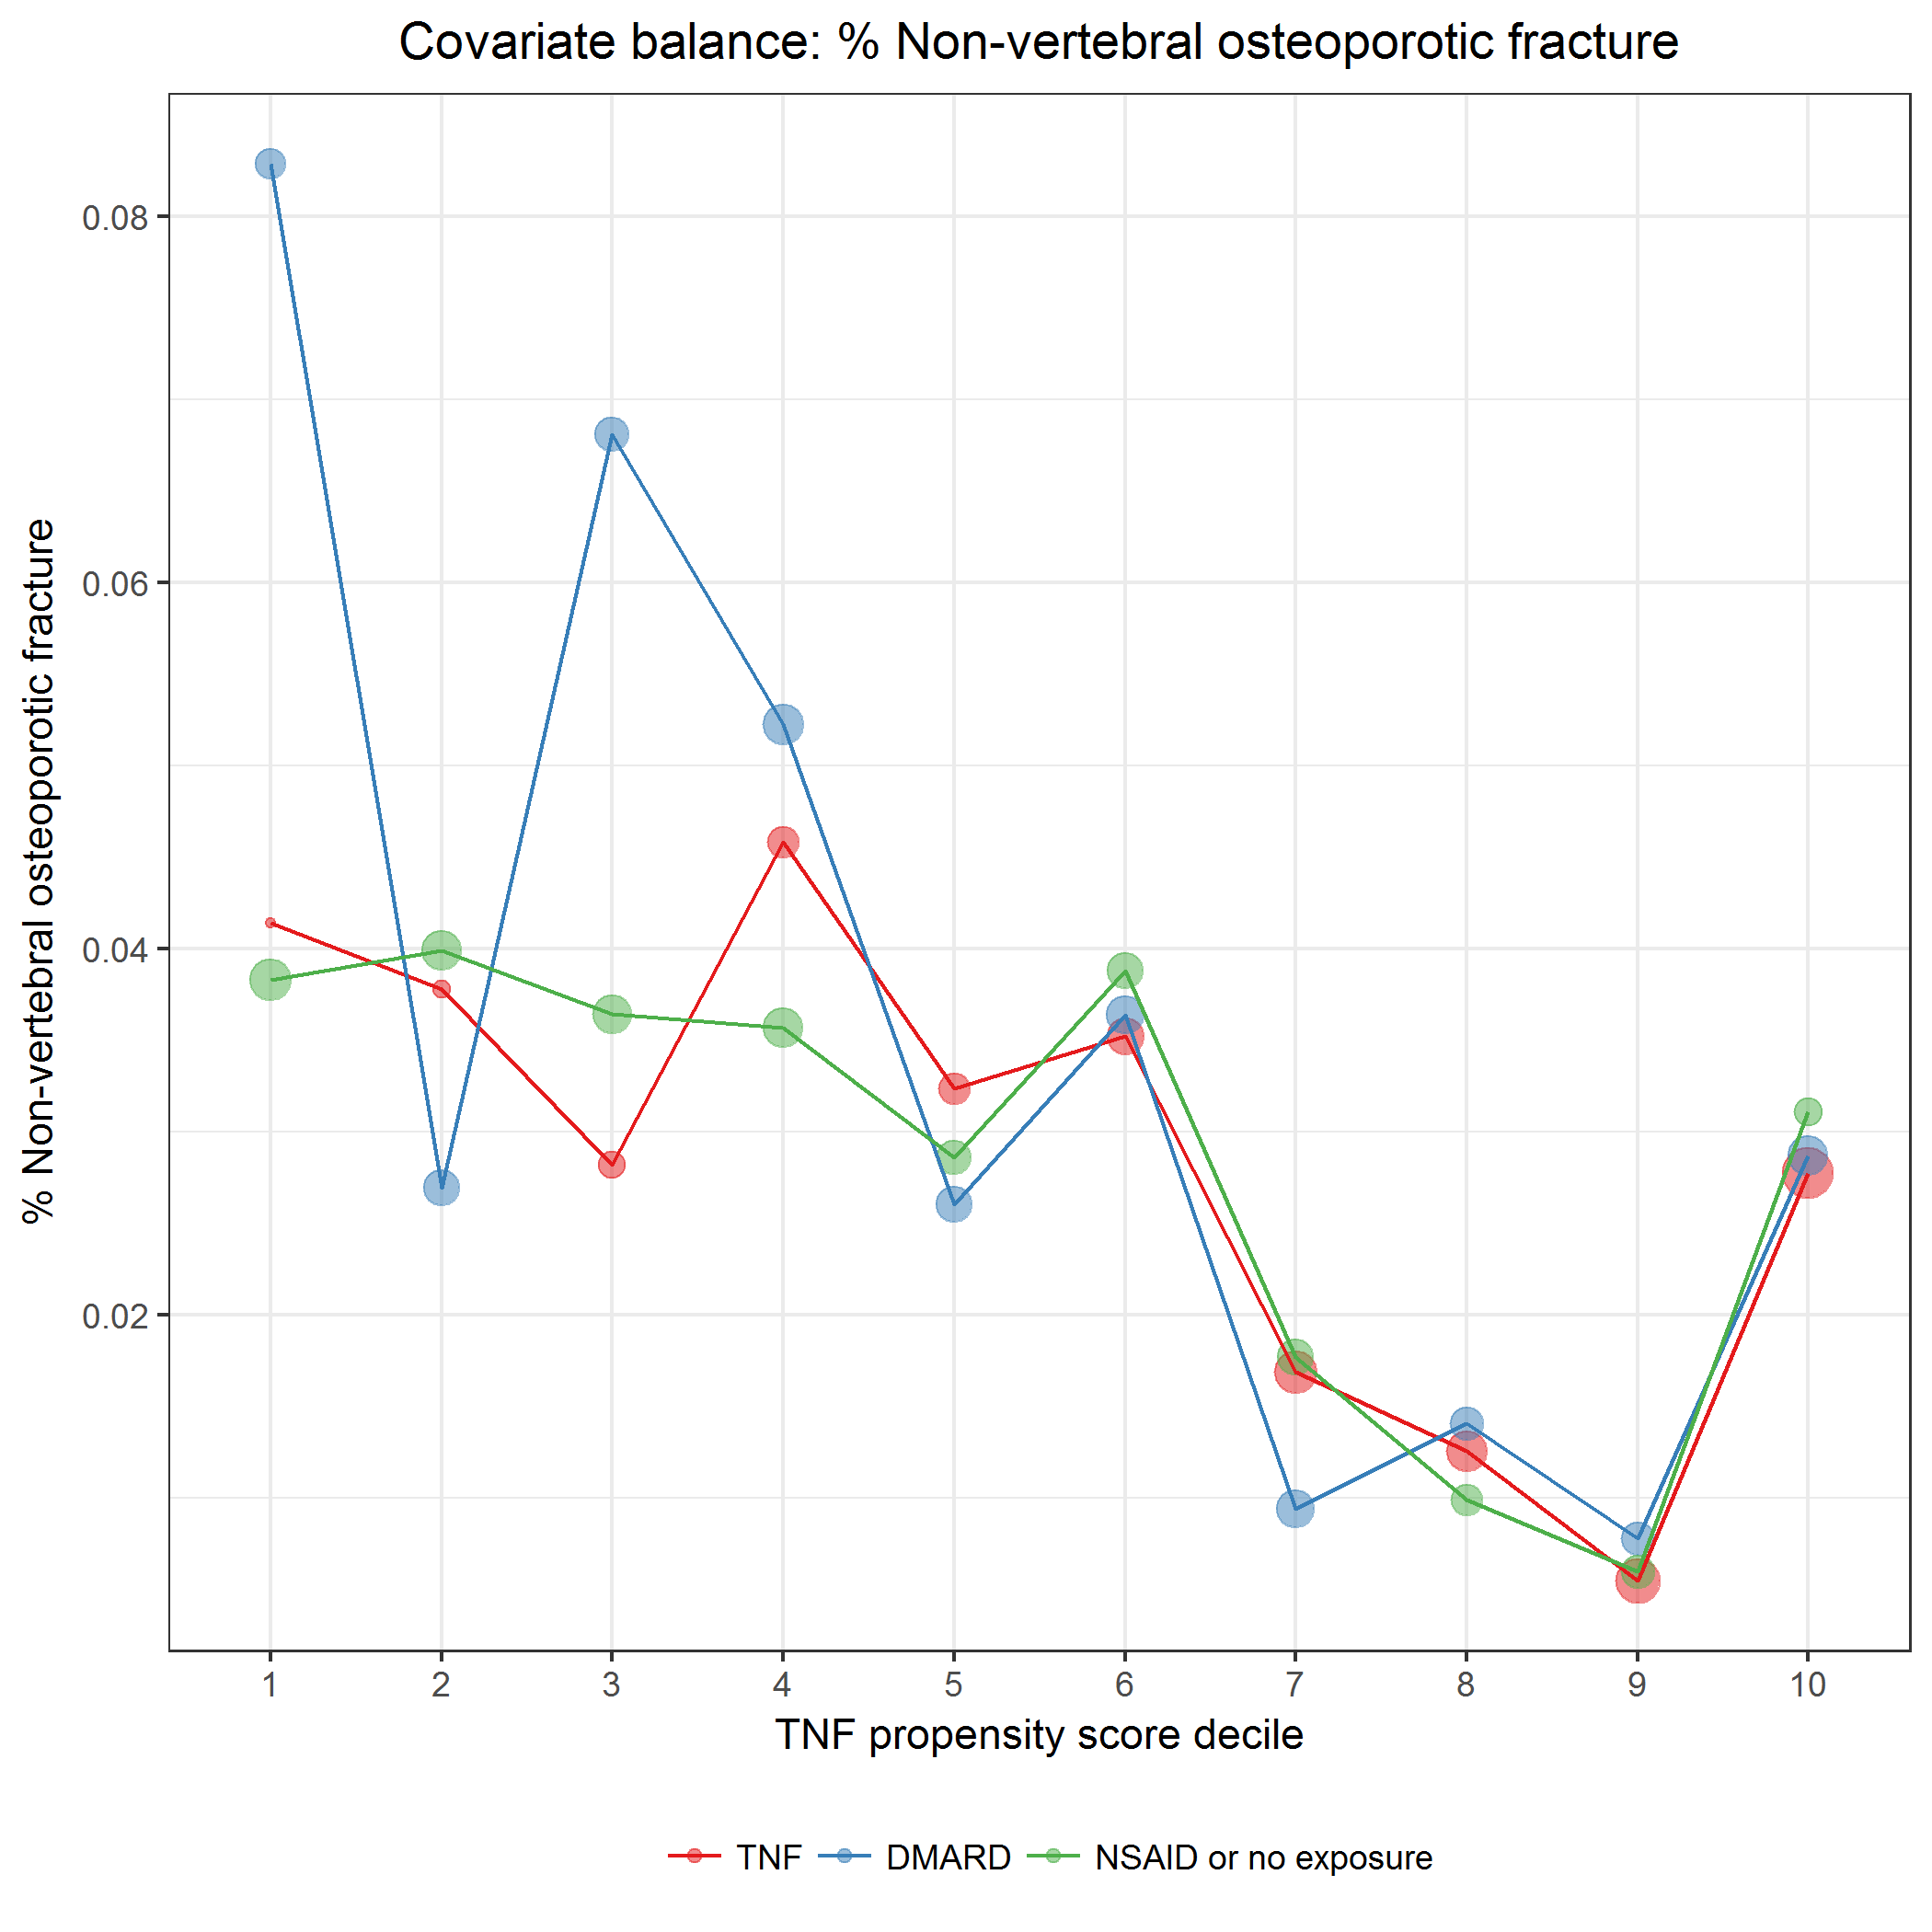 Covariate balance: % Non-vertebral osteoporotic fracture
% Non-vertebral osteoporotic fracture
0.08
0.06
0.04
0.02
1 2 3 4 5 6 7 8 9 10
TNF propensity score decile
TNF DMARD NSAID or no exposure